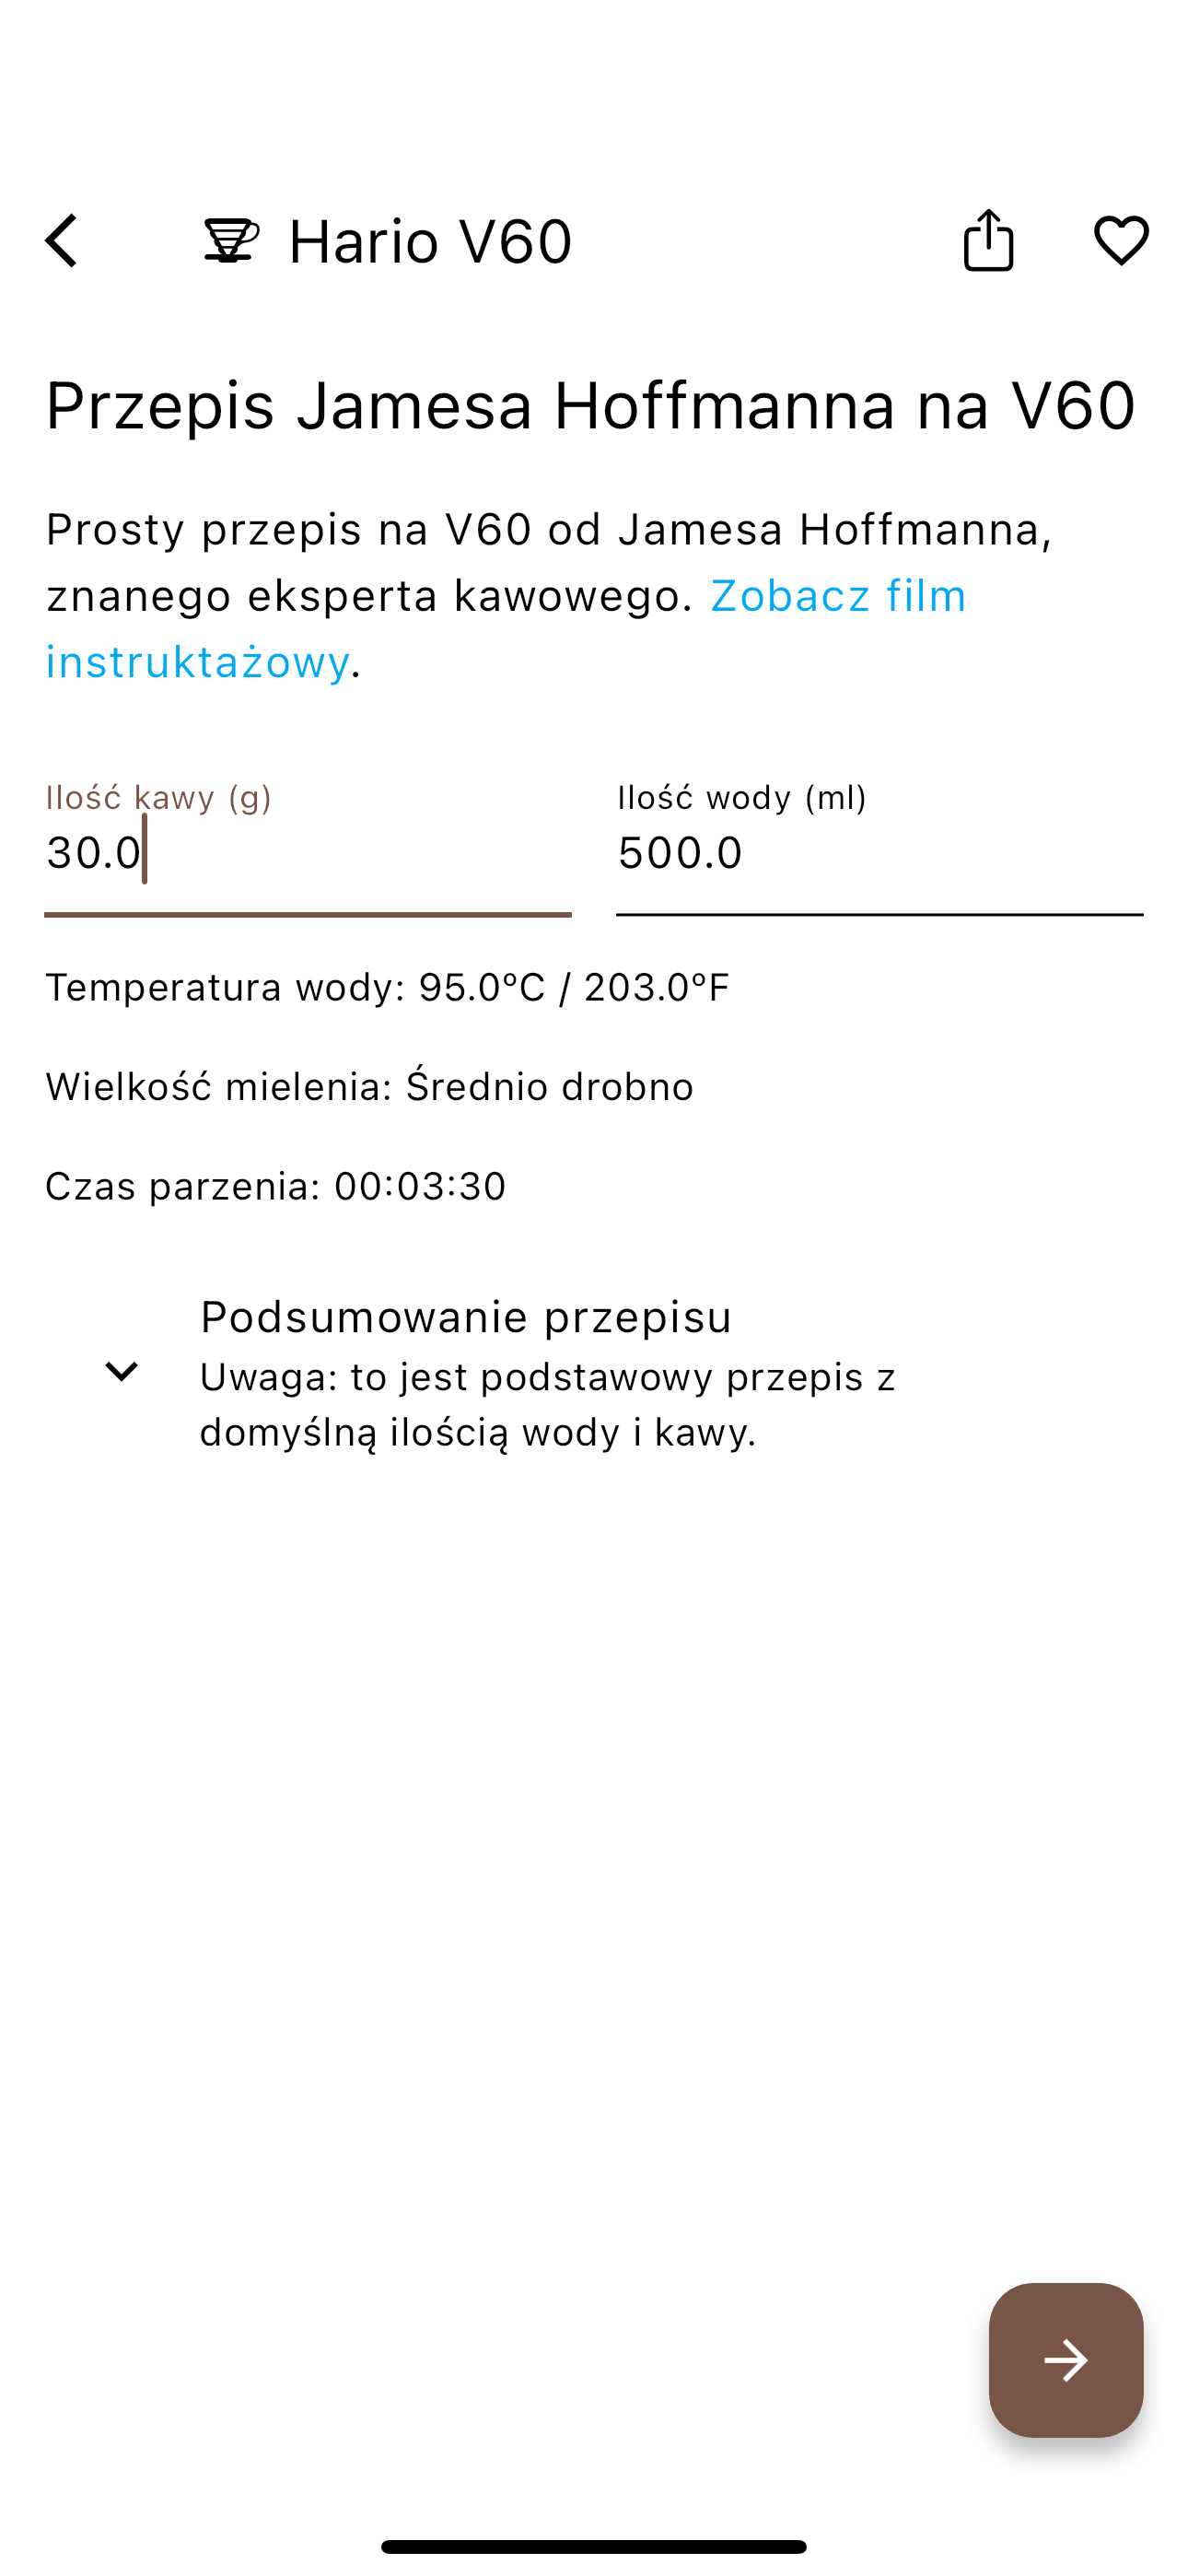 Hario V60
Przepis Jamesa Hoffmanna na V60
Prosty przepis na V60 od Jamesa Hoffmanna,
znanego eksperta kawowego. Zobacz film
instruktażowy.
Ilość kawy (g)
30.0
Ilość wody (ml)
500.0
Temperatura wody: 95.0ºC / 203.0ºF
Wielkość mielenia: Średnio drobno
Czas parzenia: 00:03:30
Podsumowanie przepisu
Uwaga: to jest podstawowy przepis z
domyślną ilością wody i kawy.